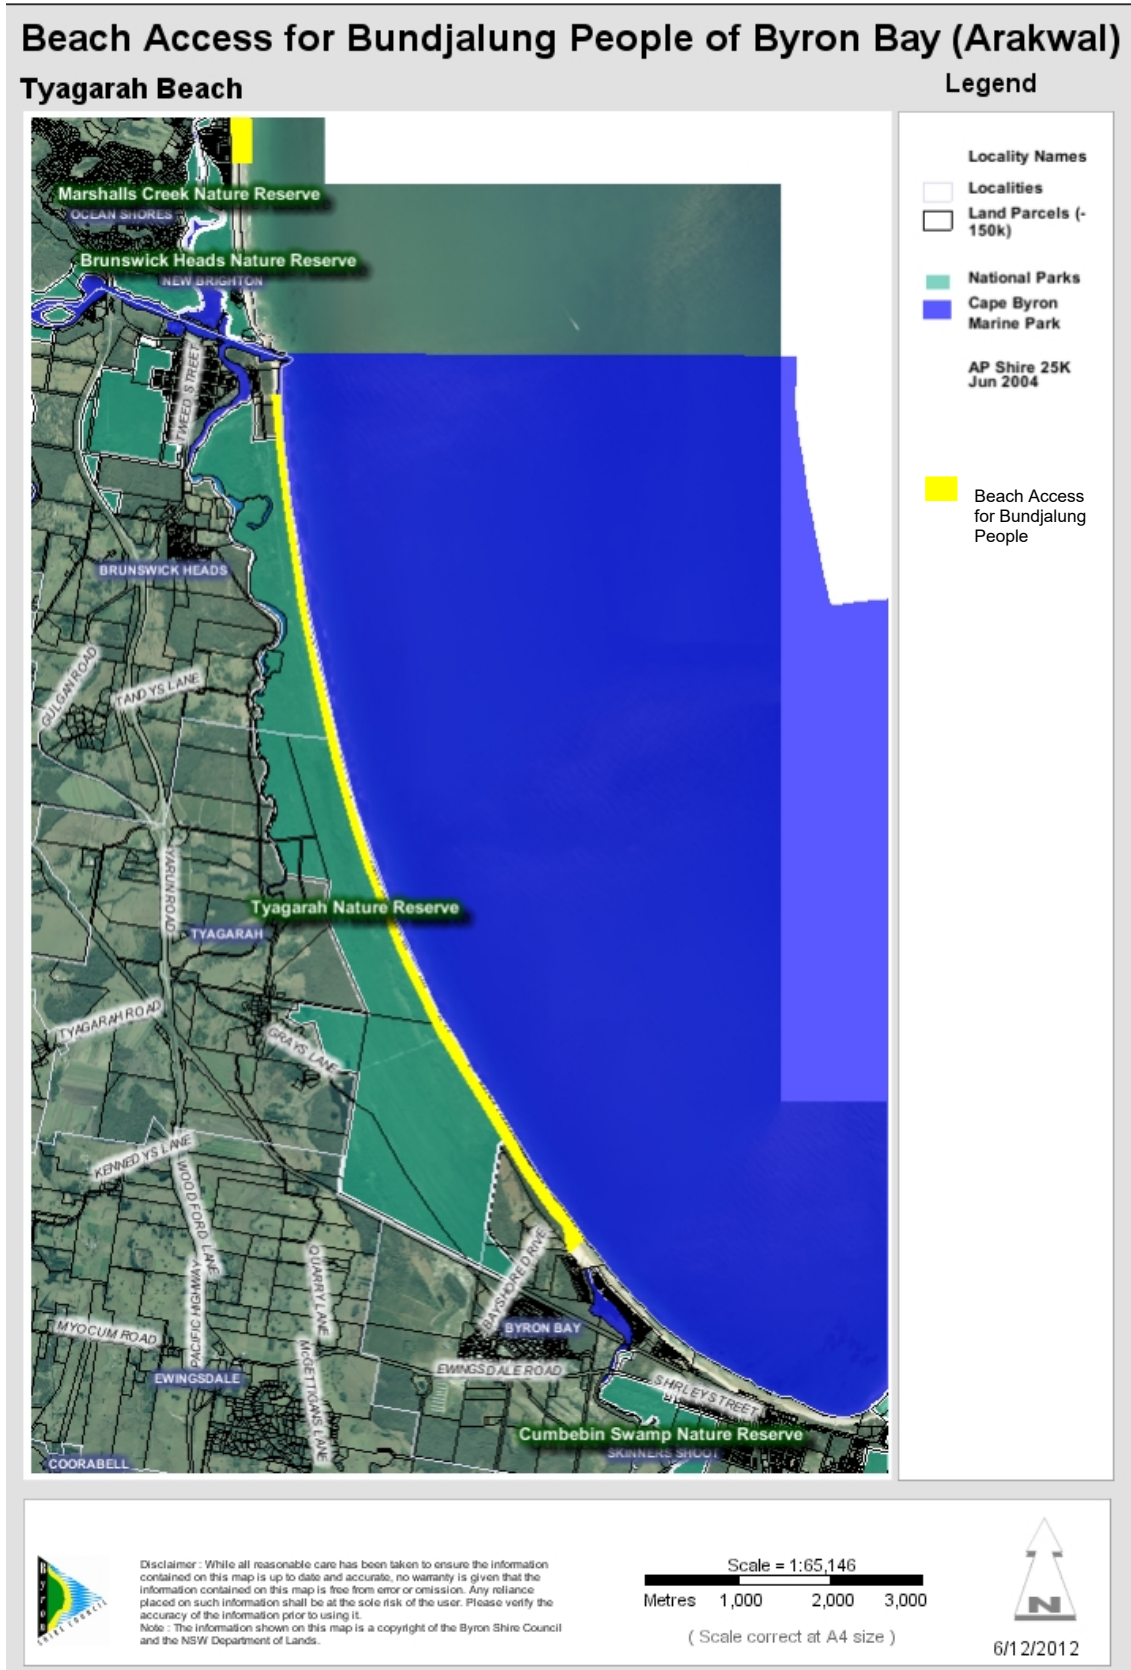 Beach Access for Bundjalung People of Byron Bay (Arakwal)
Tyagarah Beach
Legend
Locality Names
Localities
Land Parcels (-
150k)
National Parks
Cape Byron
Marine Park
AP Shire 25K
Jun 2004
Beach Access
for Bundjalung
People
Marshalls Creek Nature Reserve
OCEAN SHORES
Brunswick Heads Nature Reserve
NEW BRIGHTON
TWEED STREET
BRUNSWICK HEADS
GULGAN ROAD
TANDYS LANE
YARUN ROAD
Tyagarah Nature Reserve
TYAGARAH
TYAGARAH ROAD
GRAYS LANE
KENNEDYS LANE
WOODFORD LANE
QUARRY LANE
BAYSHORE DRIVE
PACIFIC HIGHWAY
MYOCUM ROAD
BYRON BAY
McGETTIGANS LANE
EWINGSDALE
EWINGSDALE ROAD
SHIRLEY STREET
Cumbebin Swamp Nature Reserve
SKINNERS SHOOT
COORABELL
Byron
SHIRE COUNCIL
Disclaimer : While all reasonable care has been taken to ensure the information
contained on this map is up to date and accurate, no warranty is given that the
information contained on this map is free from error or omission. Any reliance
placed on such information shall be at the sole risk of the user. Please verify the
accuracy of the information prior to using it.
Note : The information shown on this map is a copyright of the Byron Shire Council
and the NSW Department of Lands.
Scale = 1:65,146
Metres 1,000 2,000 3,000
( Scale correct at A4 size )
N
6/12/2012